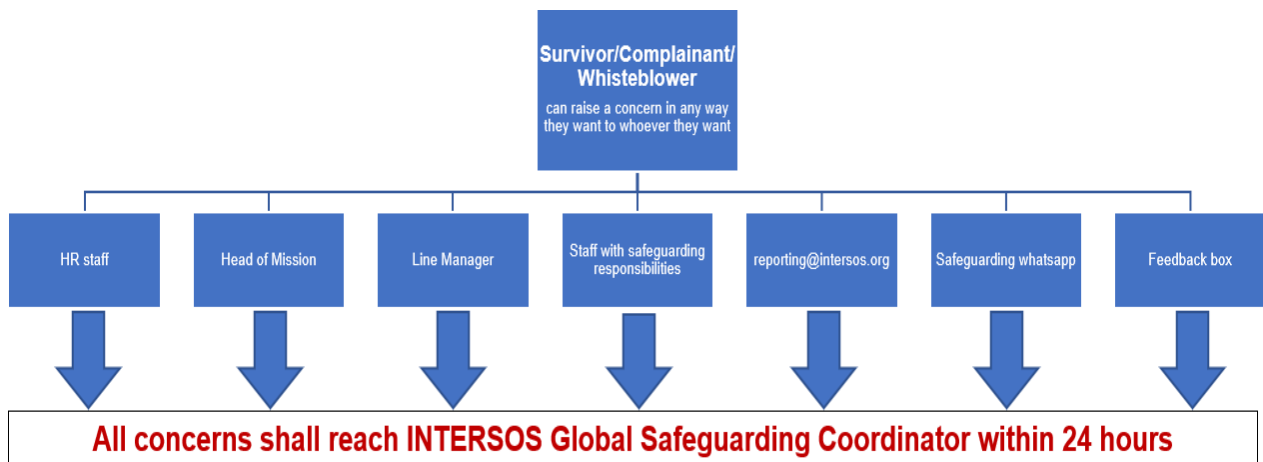 Survivor/Complainant/
Whisteblower
can raise a concern in any way
they want to whoever they want
HR staff
Head of Mission
Line Manager
Staff with safeguarding
responsibilities
reporting@intersos.org
Safeguarding whatsapp
Feedback box
All concerns shall reach INTERSOS Global Safeguarding Coordinator within 24 hours